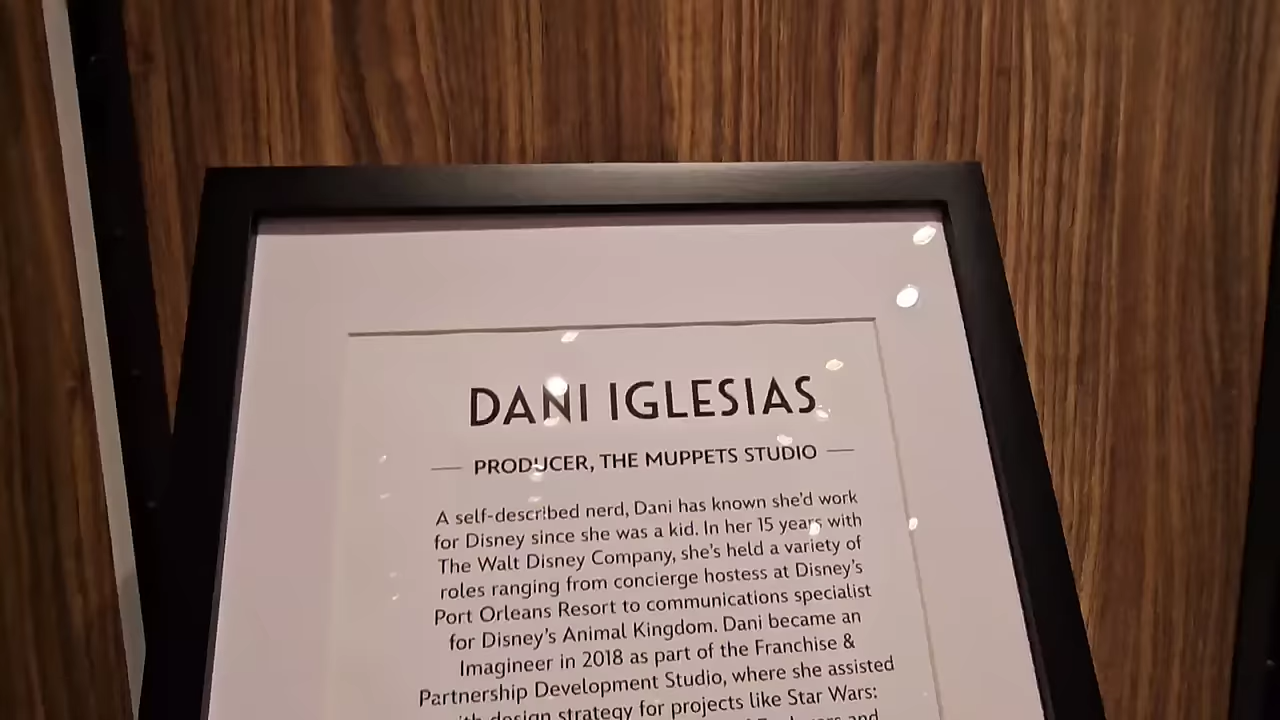 DANI IGLESIAS
PRODUCER, THE MUPPETS STUDIO
A self-described nerd, Dani has known she'd work
for Disney since she was a kid. In her 15 years with
The Walt Disney Company, she's held a variety of
roles ranging from concierge hostess at Disney's
Port Orleans Resort to communications specialist
for Disney's Animal Kingdom. Dani became an
Imagineer in 2018 as part of the Franchise &
Partnership Development Studio, where she assisted
design strategy for projects like Star Wars:
and